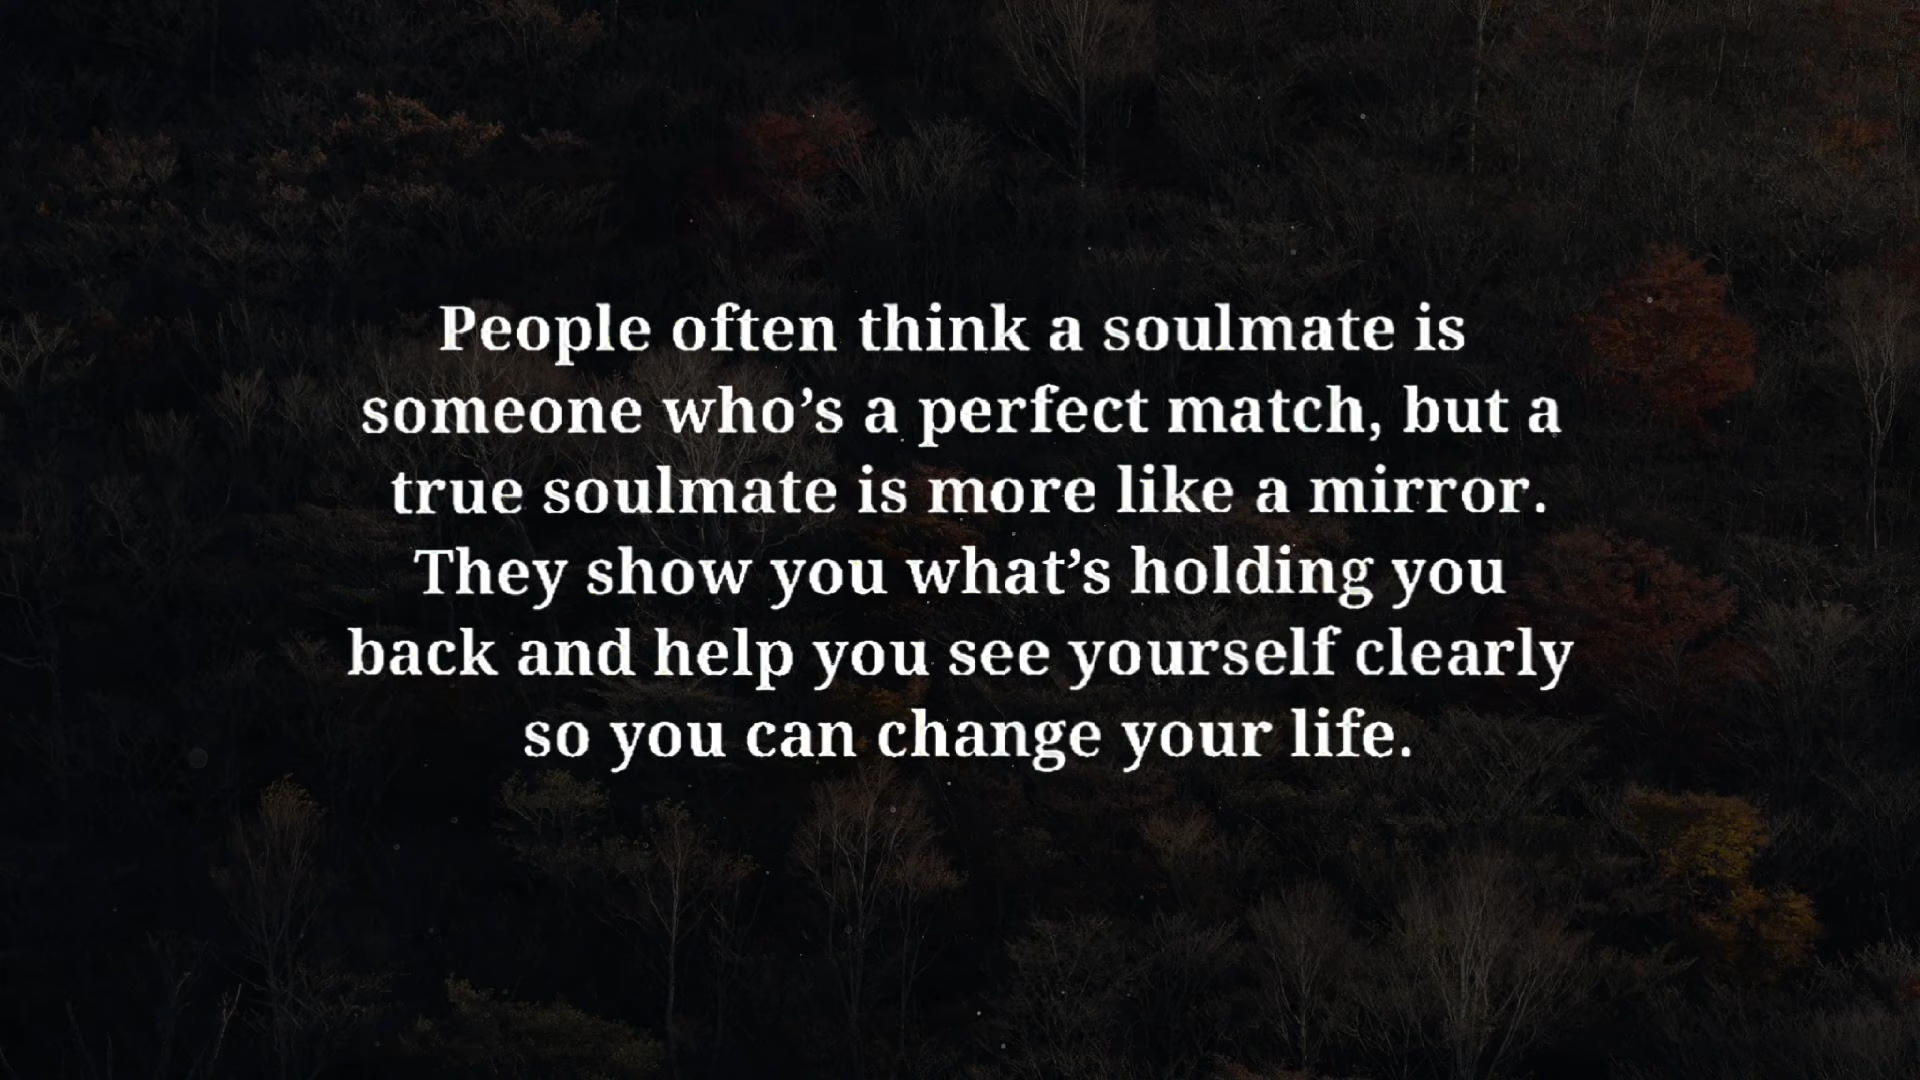 People often think a soulmate is
someone who’s a perfect match, but a
true soulmate is more like a mirror.
They show you what’s holding you
back and help you see yourself clearly
so you can change your life.